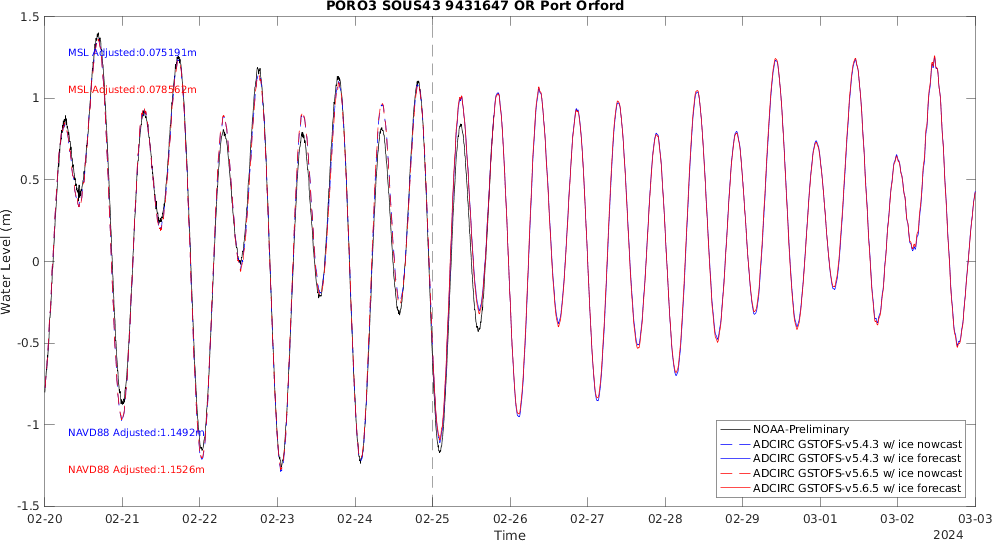 PORO3 SOUS43 9431647 OR Port Orford
1.5
1
0.5
0
-0.5
-1
-1.5
Water Level (m)
MSL Adjusted:0.075191m
MSL Adjusted:0.078562m
NAVD88 Adjusted:1.1492m
NAVD88 Adjusted:1.1526m
NOAA-Preliminary
ADCIRC GSTOFS-v5.4.3 w/ ice nowcast
ADCIRC GSTOFS-v5.4.3 w/ ice forecast
ADCIRC GSTOFS-v5.6.5 w/ ice nowcast
ADCIRC GSTOFS-v5.6.5 w/ ice forecast
02-20 02-21 02-22 02-23 02-24 02-25 02-26 02-27 02-28 02-29 03-01 03-02 03-03
Time
2024